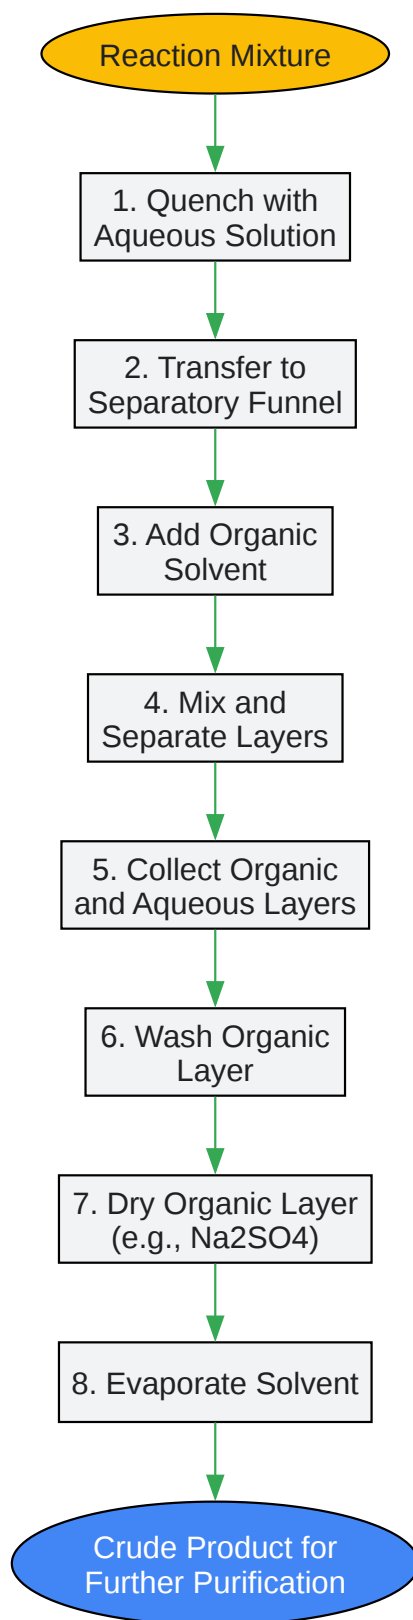 Reaction Mixture
1. Quench with
Aqueous Solution
2. Transfer to
Separatory Funnel
3. Add Organic
Solvent
4. Mix and
Separate Layers
5. Collect Organic
and Aqueous Layers
6. Wash Organic
Layer
7. Dry Organic Layer
(e.g., Na2SO4)
8. Evaporate Solvent
Crude Product for
Further Purification